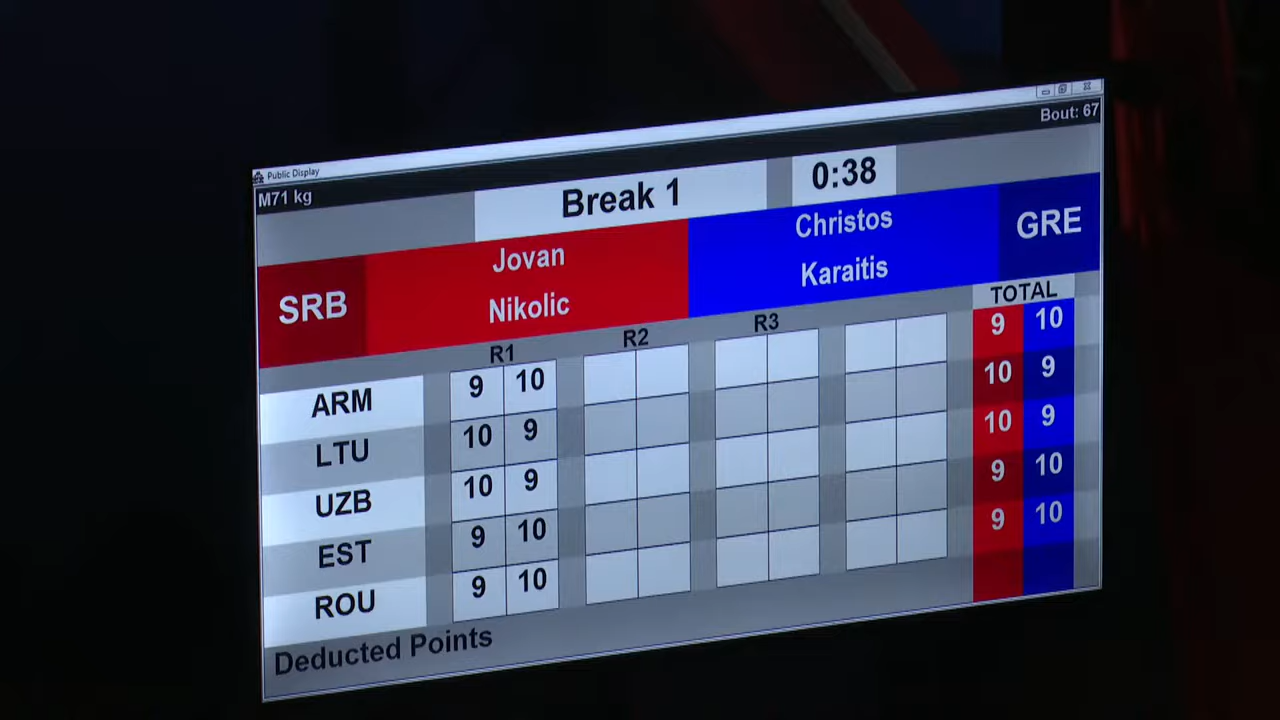 Public Display
M71 kg
Bout: 67
Break 1
0:38
SRB
Jovan
Nikolic
Christos
Karaitis
GRE
R1 R2 R3 TOTAL
ARM 9 10 9 10
LTU 10 9 10 9
UZB 10 9 10 9
EST 9 10 9 10
ROU 9 10 9 10
Deducted Points